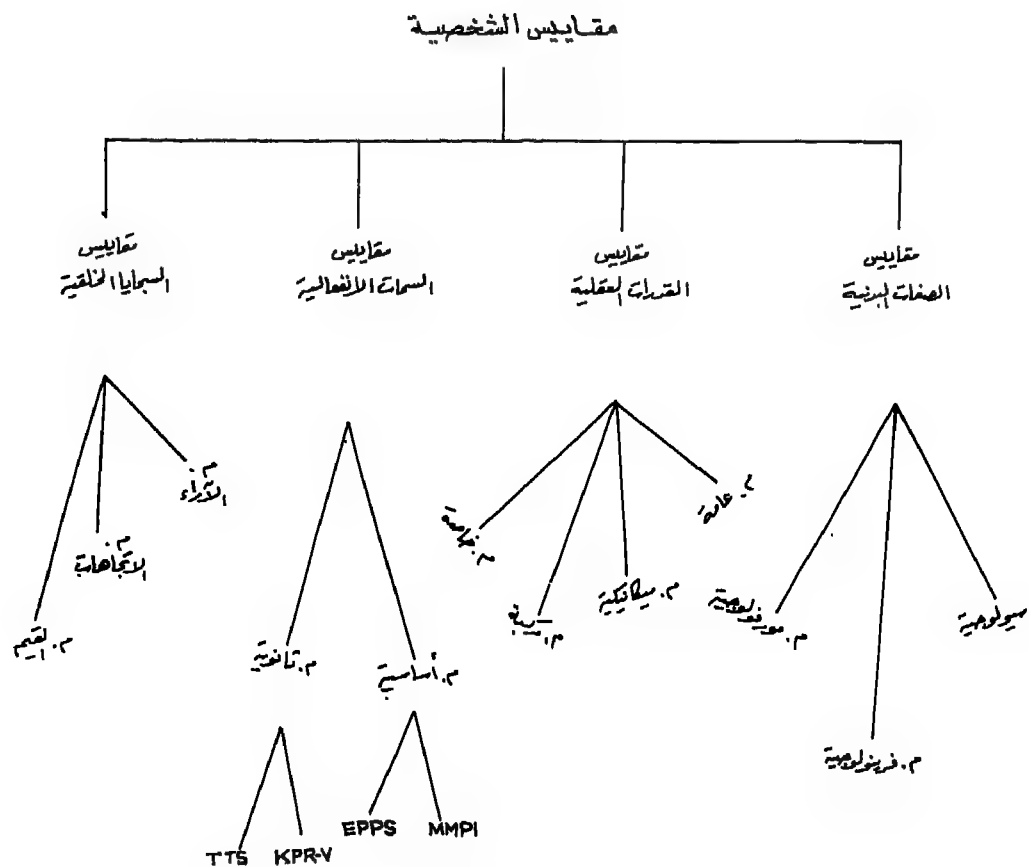 مقاييس الشخصية
مقاييس
الصفات البدنية
مقاييس
القدرات العقلية
مقاييس
السمات الانفعالية
مقاييس
السجايا الخلقية
سيولوجية
م. فرينولوجية
م. مورفولوجية
م. عامة
م. ميكانيكية
م. خاصة
م. أساسية
م. ثانوية
MMPI
EPPS
KPR-V
TTS
م.
الآراء
م.
الاتجاهات
م. القيم